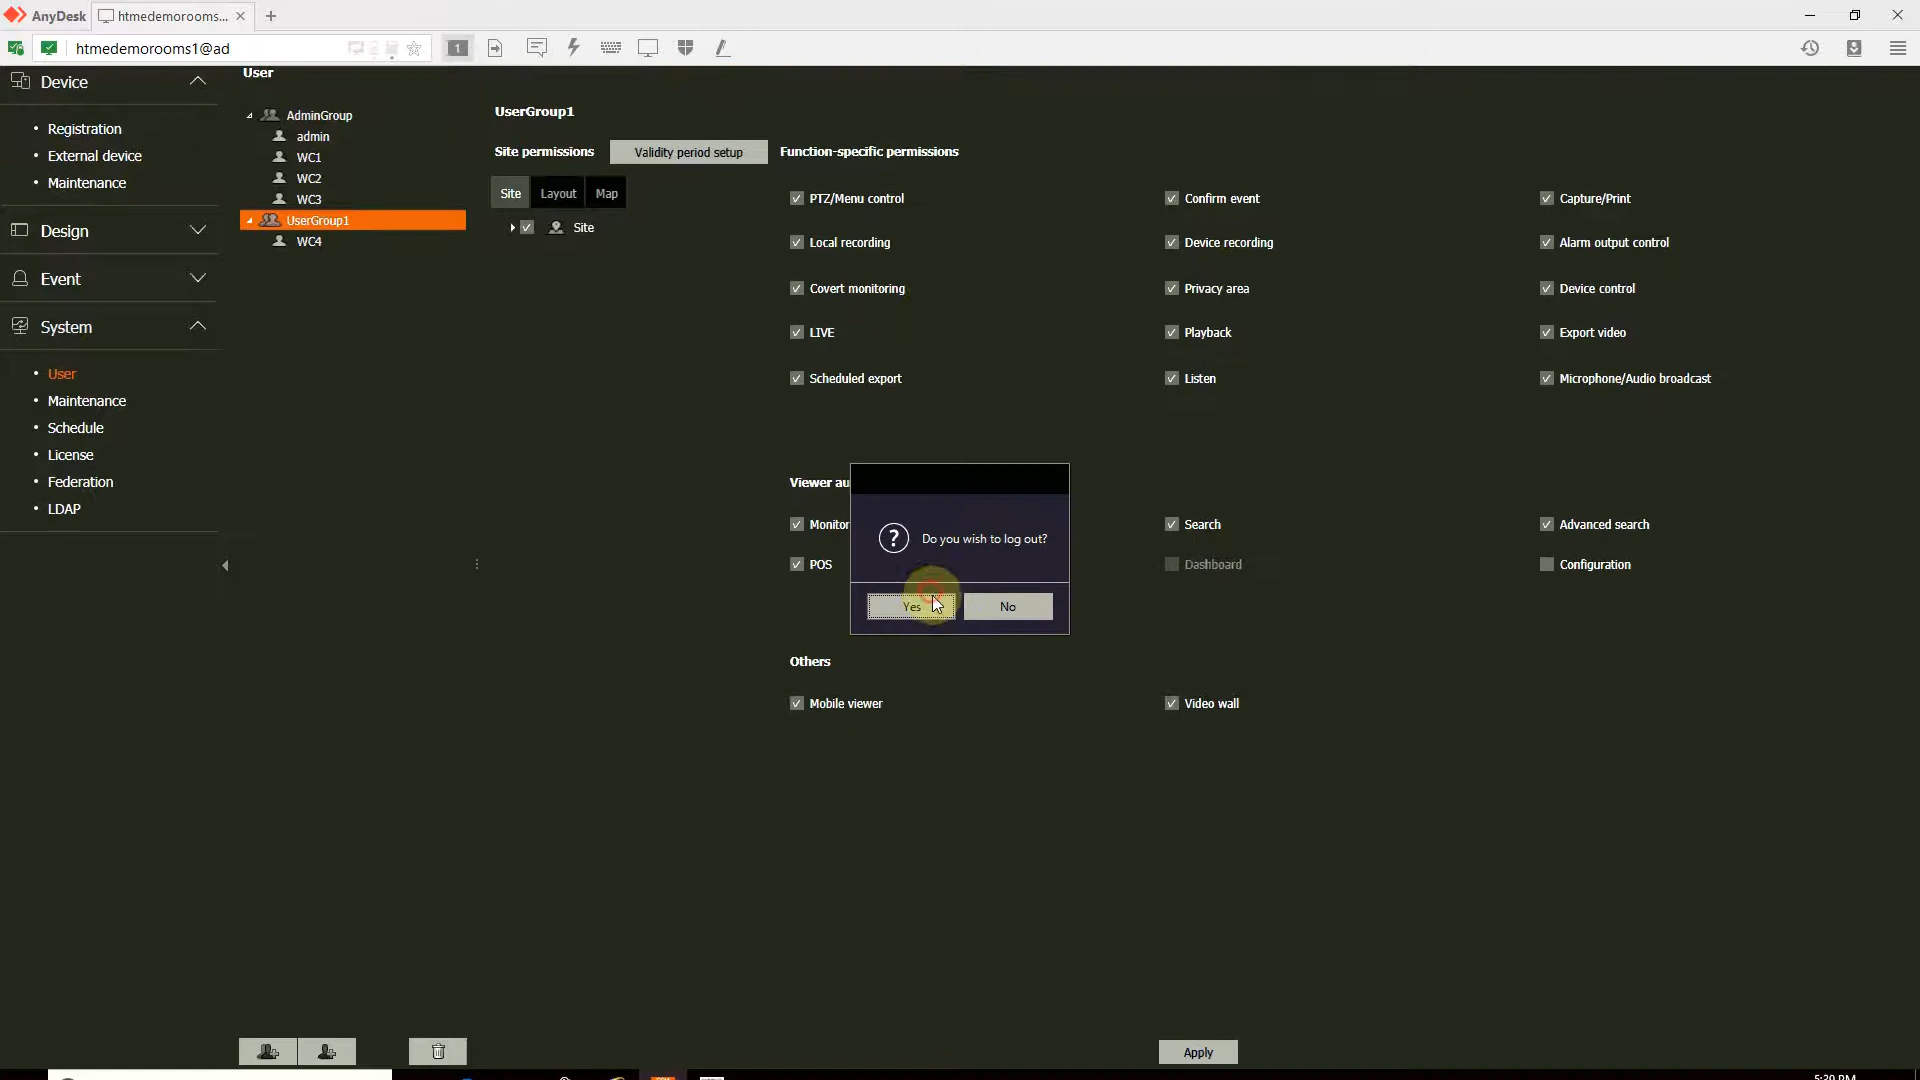 AnyDesk
htmedemorooms...
htmedemorooms1@ad
1
Device
Registration
External device
Maintenance
Design
Event
System
User
Maintenance
Schedule
License
Federation
LDAP
User
AdminGroup
admin
WC1
WC2
WC3
UserGroup1
WC4
UserGroup1
Site permissions
Validity period setup
Site
Layout
Map
Site
Function-specific permissions
PTZ/Menu control
Confirm event
Capture/Print
Local recording
Device recording
Alarm output control
Covert monitoring
Privacy area
Device control
LIVE
Playback
Export video
Scheduled export
Listen
Microphone/Audio broadcast
Viewer au
Monitor
Search
Advanced search
POS
Dashboard
Configuration
Do you wish to log out?
Yes
No
Others
Mobile viewer
Video wall
Apply